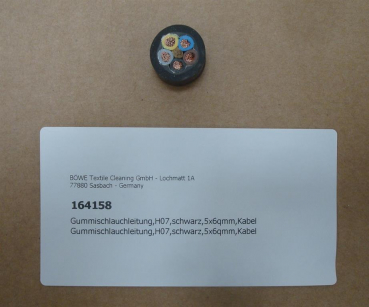 BÖWE Textile Cleaning GmbH - Lochmatt 1A
77880 Sasbach - Germany
164158
Gummischlauchleitung,H07,schwarz,5x6qmm,Kabel
Gummischlauchleitung,H07,schwarz,5x6qmm,Kabel